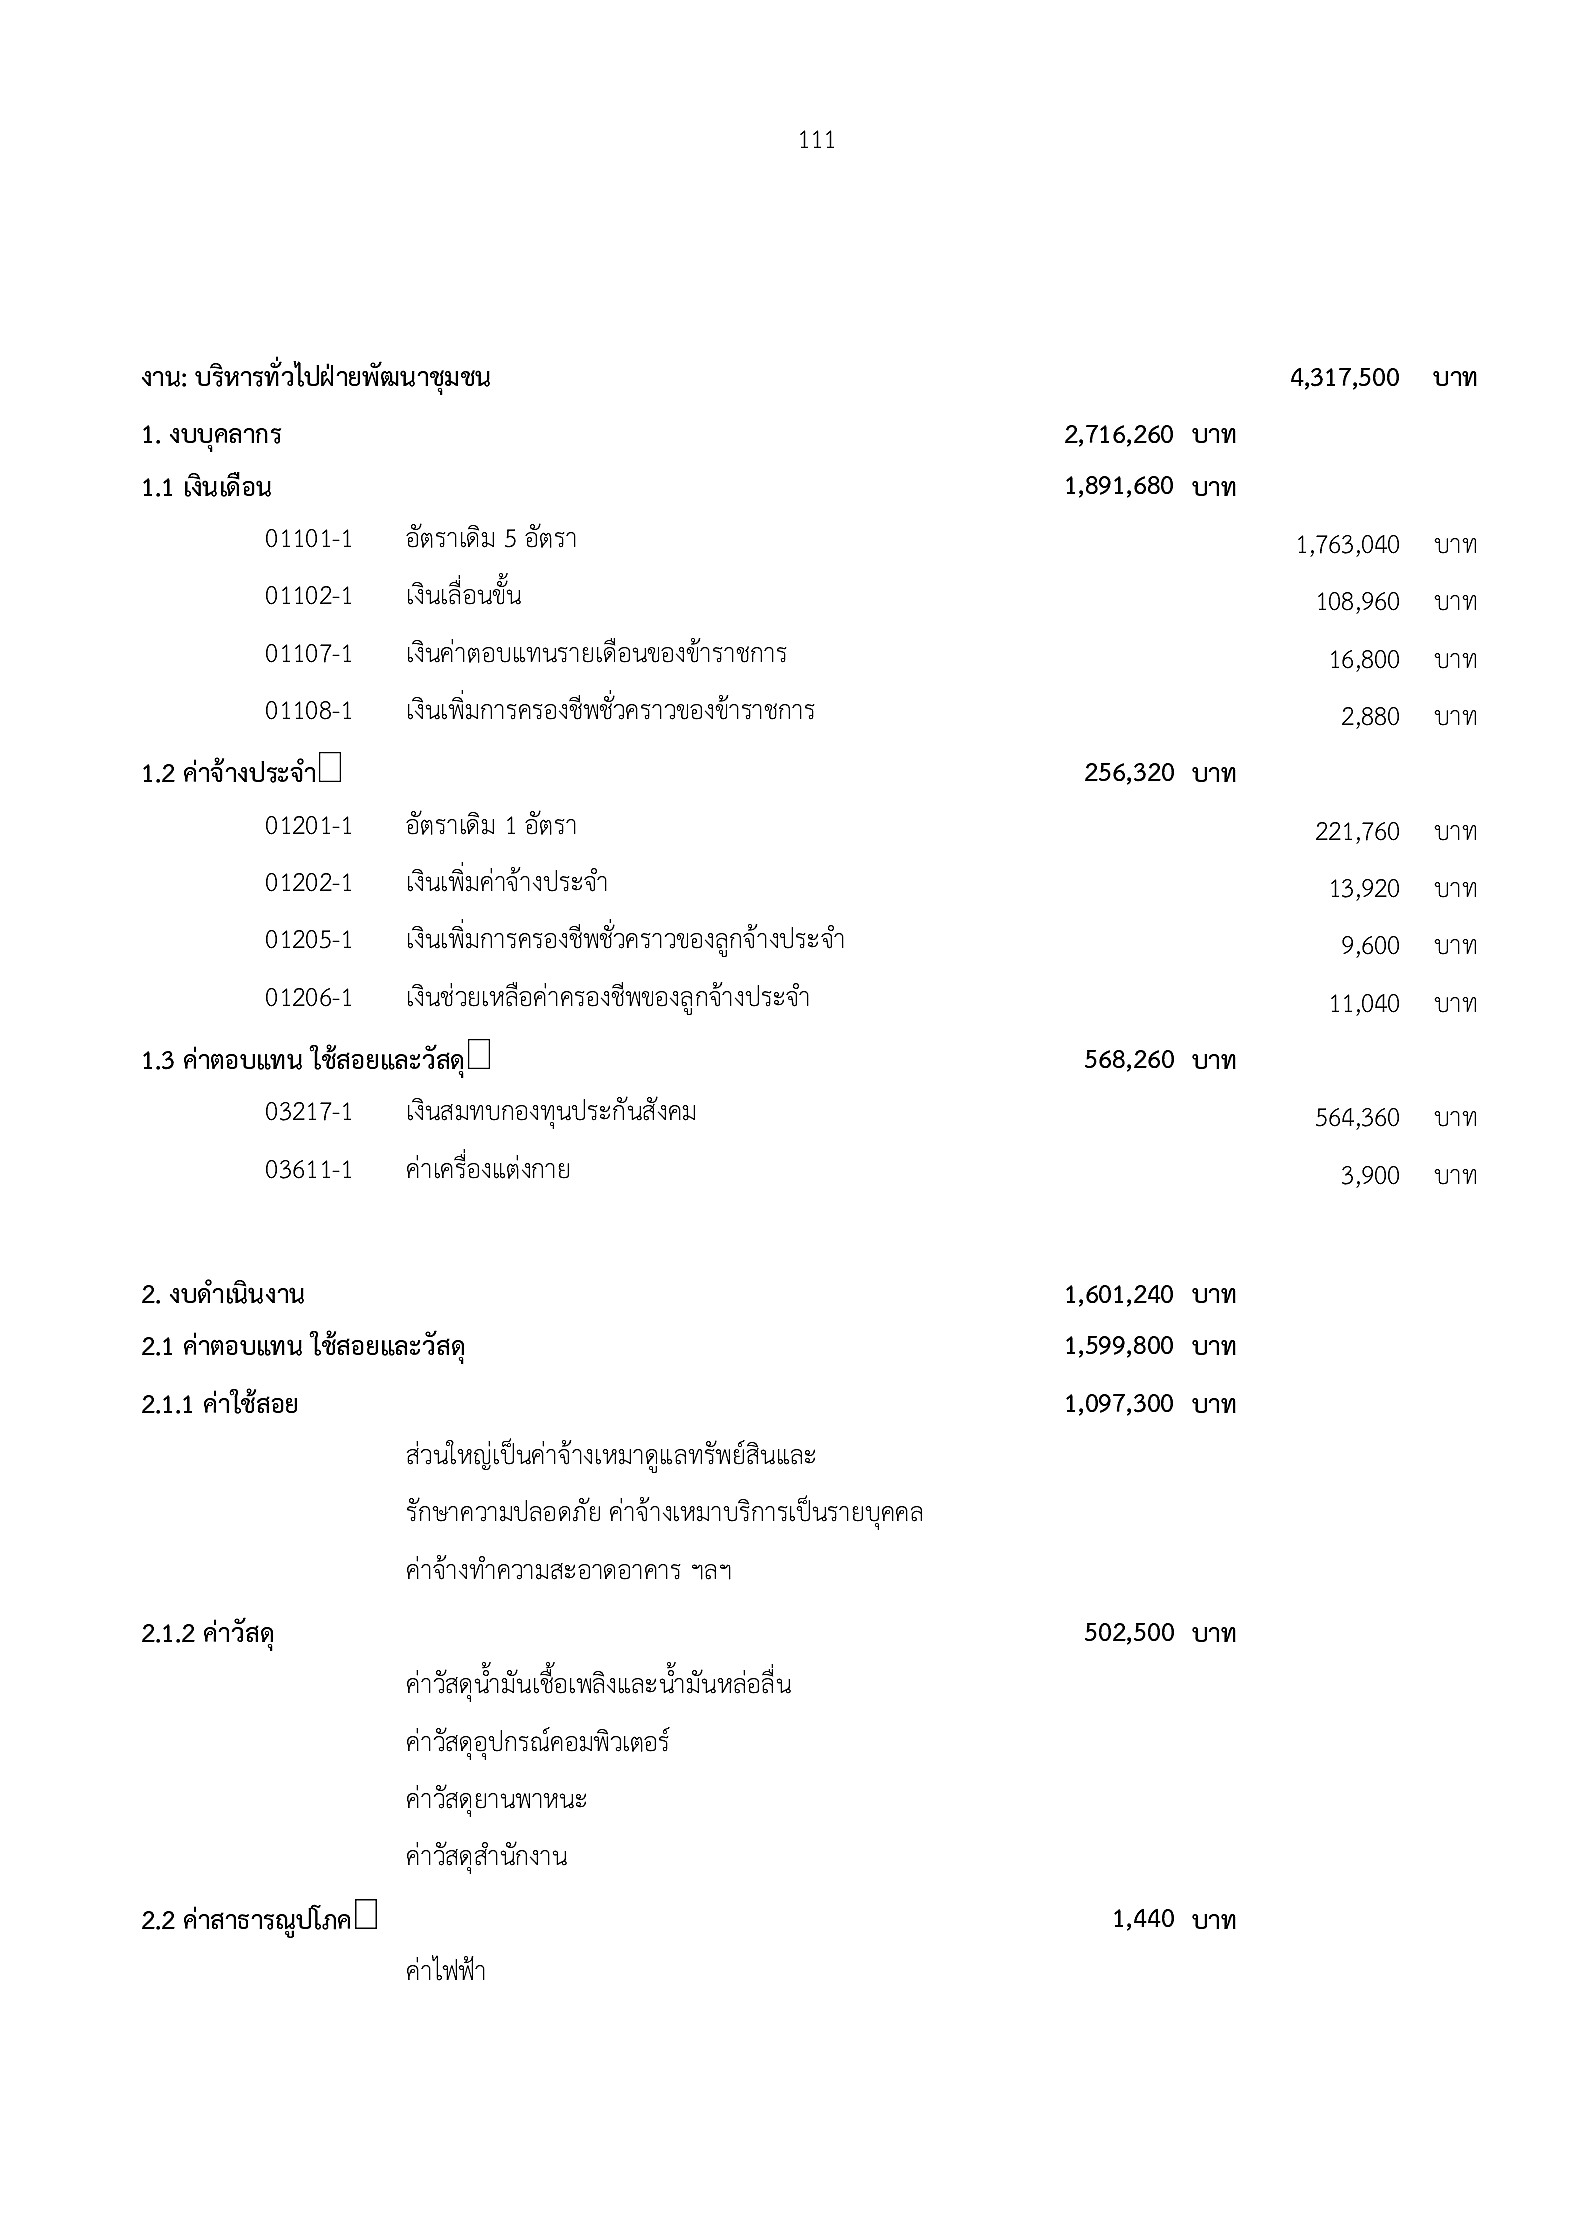 111
งาน: บริหารทั่วไปฝ่ายพัฒนาชุมชน 4,317,500 บาท
1. งบบุคลากร 2,716,260 บาท
1.1 เงินเดือน 1,891,680 บาท
01101-1 อัตราเดิม 5 อัตรา 1,763,040 บาท
01102-1 เงินเลื่อนขั้น 108,960 บาท
01107-1 เงินค่าตอบแทนรายเดือนของข้าราชการ 16,800 บาท
01108-1 เงินเพิ่มการครองชีพชั่วคราวของข้าราชการ 2,880 บาท
1.2 ค่าจ้างประจำ 256,320 บาท
01201-1 อัตราเดิม 1 อัตรา 221,760 บาท
01202-1 เงินเพิ่มค่าจ้างประจำ 13,920 บาท
01205-1 เงินเพิ่มการครองชีพชั่วคราวของลูกจ้างประจำ 9,600 บาท
01206-1 เงินช่วยเหลือค่าครองชีพของลูกจ้างประจำ 11,040 บาท
1.3 ค่าตอบแทน ใช้สอยและวัสดุ 568,260 บาท
03217-1 เงินสมทบกองทุนประกันสังคม 564,360 บาท
03611-1 ค่าเครื่องแต่งกาย 3,900 บาท
2. งบดำเนินงาน 1,601,240 บาท
2.1 ค่าตอบแทน ใช้สอยและวัสดุ 1,599,800 บาท
2.1.1 ค่าใช้สอย 1,097,300 บาท
ส่วนใหญ่เป็นค่าจ้างเหมาดูแลทรัพย์สินและ
รักษาความปลอดภัย ค่าจ้างเหมาบริการเป็นรายบุคคล
ค่าจ้างทำความสะอาดอาคาร ฯลฯ
2.1.2 ค่าวัสดุ 502,500 บาท
ค่าวัสดุน้ำมันเชื้อเพลิงและน้ำมันหล่อลื่น
ค่าวัสดุอุปกรณ์คอมพิวเตอร์
ค่าวัสดุยานพาหนะ
ค่าวัสดุสำนักงาน
2.2 ค่าสาธารณูปโภค 1,440 บาท
ค่าไฟฟ้า